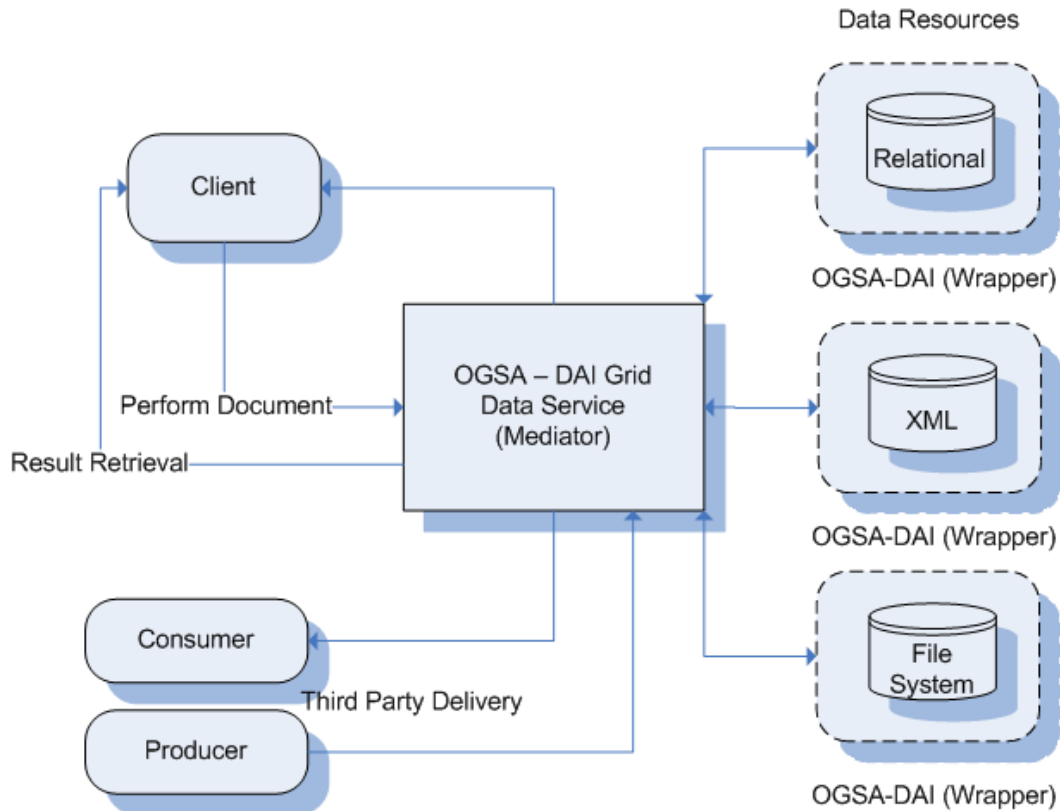 Data Resources
Relational
OGSA-DAI (Wrapper)
Client
OGSA – DAI Grid
Data Service
(Mediator)
Perform Document
XML
Result Retrieval
OGSA-DAI (Wrapper)
Consumer
File
System
Third Party Delivery
Producer
OGSA-DAI (Wrapper)